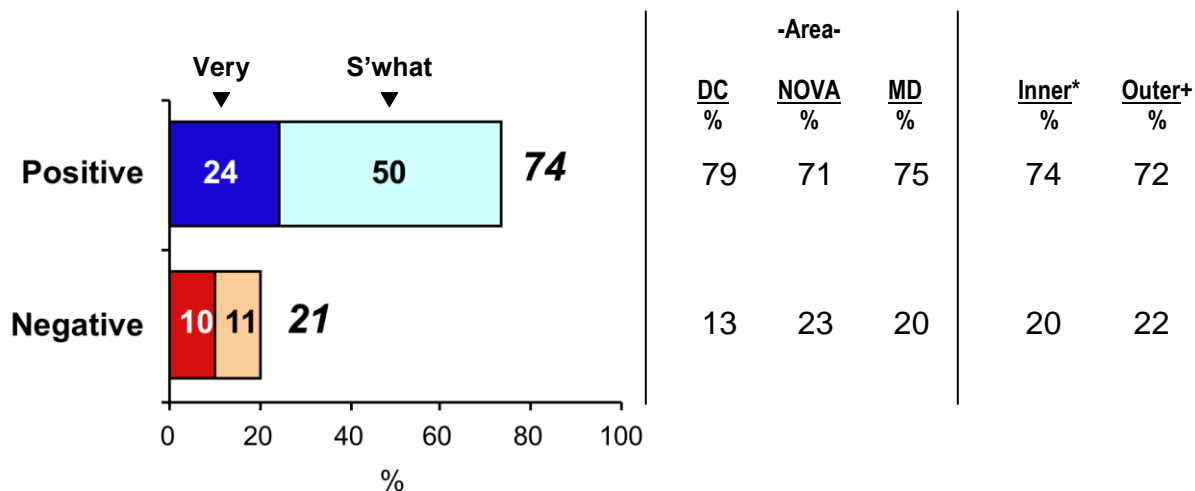 -Area-
Very S'what
DC NOVA MD Inner* Outer+
% % % % %
Positive 24 50 74 79 71 75 74 72
Negative 10 11 21 13 23 20 20 22
0 20 40 60 80 100
%